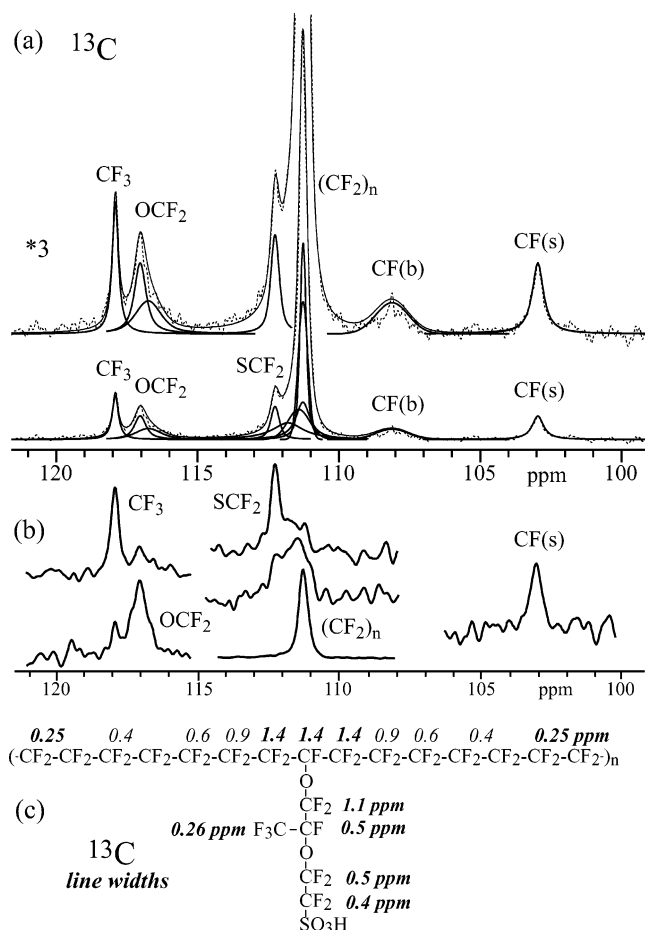 (a) ¹³C
CF₃
OCF₂
(CF₂)ₙ
*3
CF(b)
CF(s)
CF₃
OCF₂
SCF₂
CF(b)
CF(s)
120 115 110 105 ppm 100
(b)
CF₃
SCF₂
CF(s)
OCF₂
(CF₂)ₙ
120 115 110 105 ppm 100
0.25 0.4 0.6 0.9 1.4 1.4 1.4 0.9 0.6 0.4 0.25 ppm
(-CF₂-CF₂-CF₂-CF₂-CF₂-CF₂-CF₂-CF-CF₂-CF₂-CF₂-CF₂-CF₂-CF₂-)ₙ
O
(c) CF₂ 1.1 ppm
0.26 ppm F₃C-CF 0.5 ppm
¹³C O
line widths CF₂ 0.5 ppm
CF₂ 0.4 ppm
SO₃H